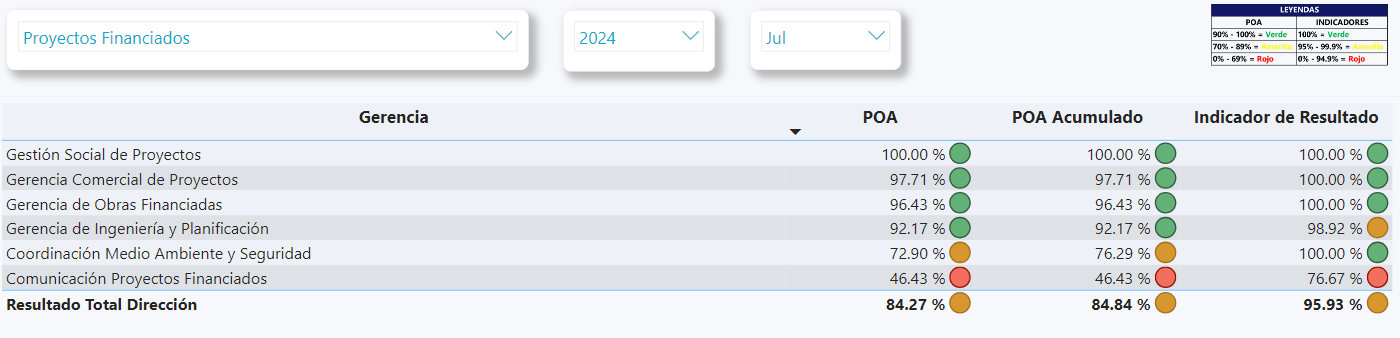 Proyectos Financiados
2024
Jul
LEYENDAS
POA INDICADORES
90% - 100% = Verde 100% = Verde
70% - 89% = Amarillo 95% - 99.9% = Amarillo
0% - 69% = Rojo 0% - 94.9% = Rojo
Gerencia POA POA Acumulado Indicador de Resultado
Gestión Social de Proyectos 100.00 % 100.00 % 100.00 %
Gerencia Comercial de Proyectos 97.71 % 97.71 % 100.00 %
Gerencia de Obras Financiadas 96.43 % 96.43 % 100.00 %
Gerencia de Ingeniería y Planificación 92.17 % 92.17 % 98.92 %
Coordinación Medio Ambiente y Seguridad 72.90 % 76.29 % 100.00 %
Comunicación Proyectos Financiados 46.43 % 46.43 % 76.67 %
Resultado Total Dirección 84.27 % 84.84 % 95.93 %